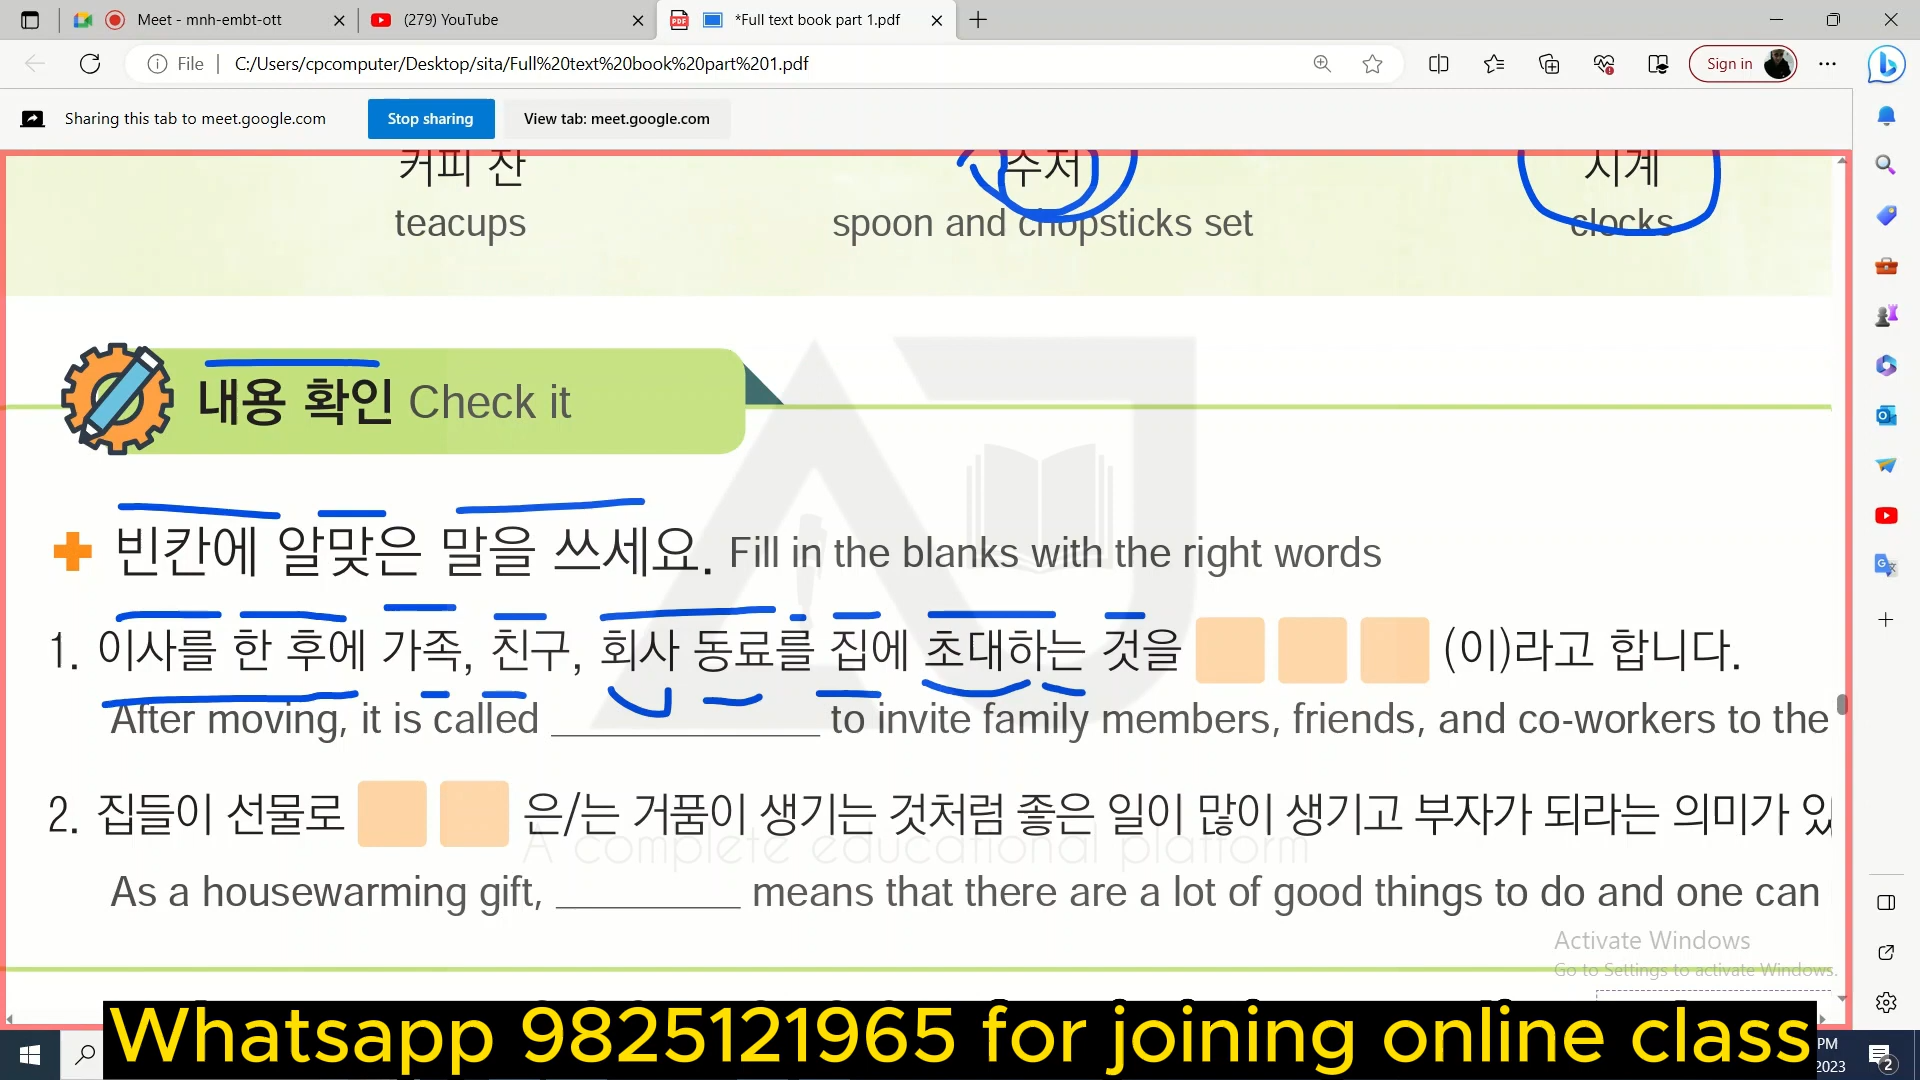 Meet - mnh-embt-ott
(279) YouTube
*Full text book part 1.pdf
File
C:/Users/cpcomputer/Desktop/sita/Full%20text%20book%20part%201.pdf
Sign in
Sharing this tab to meet.google.com
Stop sharing
View tab: meet.google.com
커피 잔
수저
시계
teacups
spoon and chopsticks set
clocks
내용 확인 Check it
빈칸에 알맞은 말을 쓰세요. Fill in the blanks with the right words
1. 이사를 한 후에 가족, 친구, 회사 동료를 집에 초대하는 것을 (이)라고 합니다.
After moving, it is called ____________ to invite family members, friends, and co-workers to the
2. 집들이 선물로 은/는 거품이 생기는 것처럼 좋은 일이 많이 생기고 부자가 되라는 의미가 있
A complete educational platform
As a housewarming gift, ________ means that there are a lot of good things to do and one can
Activate Windows
Go to Settings to activate Windows.
Whatsapp 9825121965 for joining online class
PM
2023
2